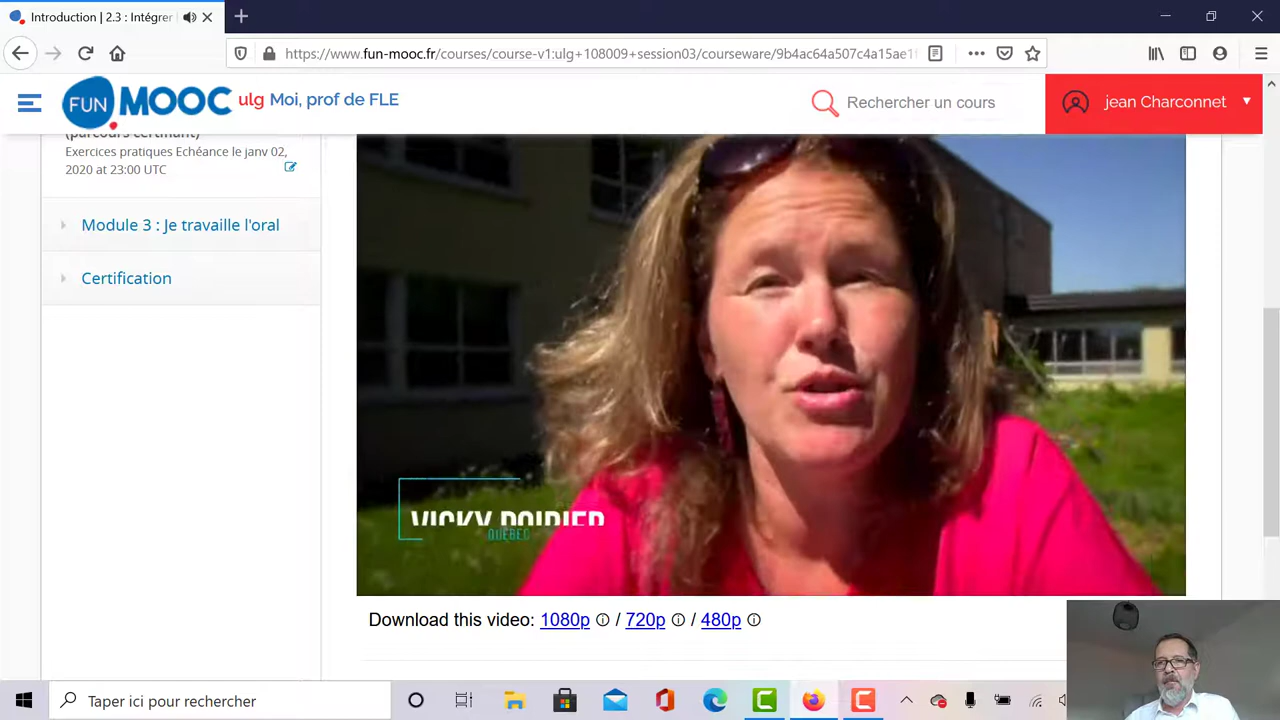 Introduction | 2.3 : Intégrer
https://www.fun-mooc.fr/courses/course-v1:ulg+108009+session03/courseware/9b4ac64a507c4a15ae1f
FUN MOOC ulg Moi, prof de FLE
Rechercher un cours
jean Charconnet
(parcours certifiant)
Exercices pratiques Echéance le janv 02,
2020 at 23:00 UTC
Module 3 : Je travaille l'oral
Certification
VICKY POIRIER
QUÉBEC
Download this video: 1080p / 720p / 480p
Taper ici pour rechercher